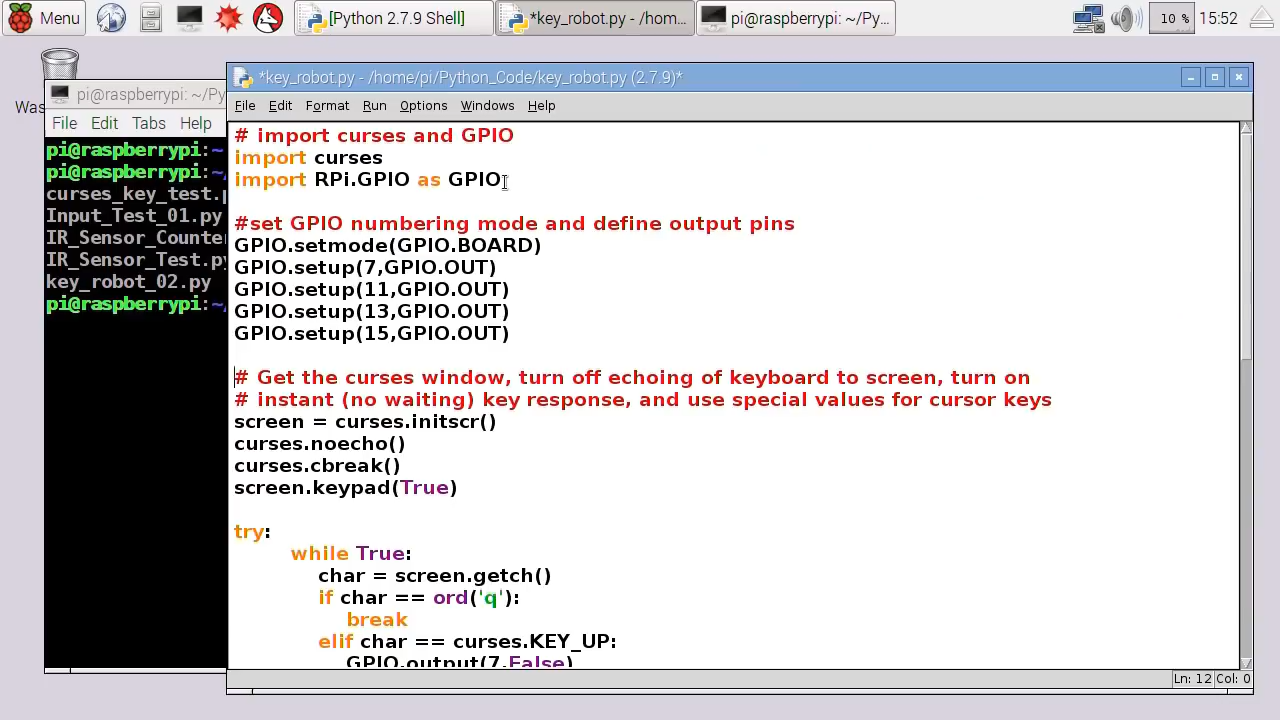 Menu
[Python 2.7.9 Shell]
*key_robot.py - /hom...
pi@raspberrypi: ~/Py...
10 %
15:52
Was
pi@raspberrypi: ~/Py
File Edit Tabs Help
pi@raspberrypi:~
pi@raspberrypi:~
curses_key_test.p
Input_Test_01.py
IR_Sensor_Counte
IR_Sensor_Test.py
key_robot_02.py
pi@raspberrypi:~
*key_robot.py - /home/pi/Python_Code/key_robot.py (2.7.9)*
File Edit Format Run Options Windows Help
# import curses and GPIO
import curses
import RPi.GPIO as GPIO
#set GPIO numbering mode and define output pins
GPIO.setmode(GPIO.BOARD)
GPIO.setup(7,GPIO.OUT)
GPIO.setup(11,GPIO.OUT)
GPIO.setup(13,GPIO.OUT)
GPIO.setup(15,GPIO.OUT)
# Get the curses window, turn off echoing of keyboard to screen, turn on
# instant (no waiting) key response, and use special values for cursor keys
screen = curses.initscr()
curses.noecho()
curses.cbreak()
screen.keypad(True)
try:
while True:
char = screen.getch()
if char == ord('q'):
break
elif char == curses.KEY_UP:
GPIO.output(7,False)
Ln: 12 Col: 0